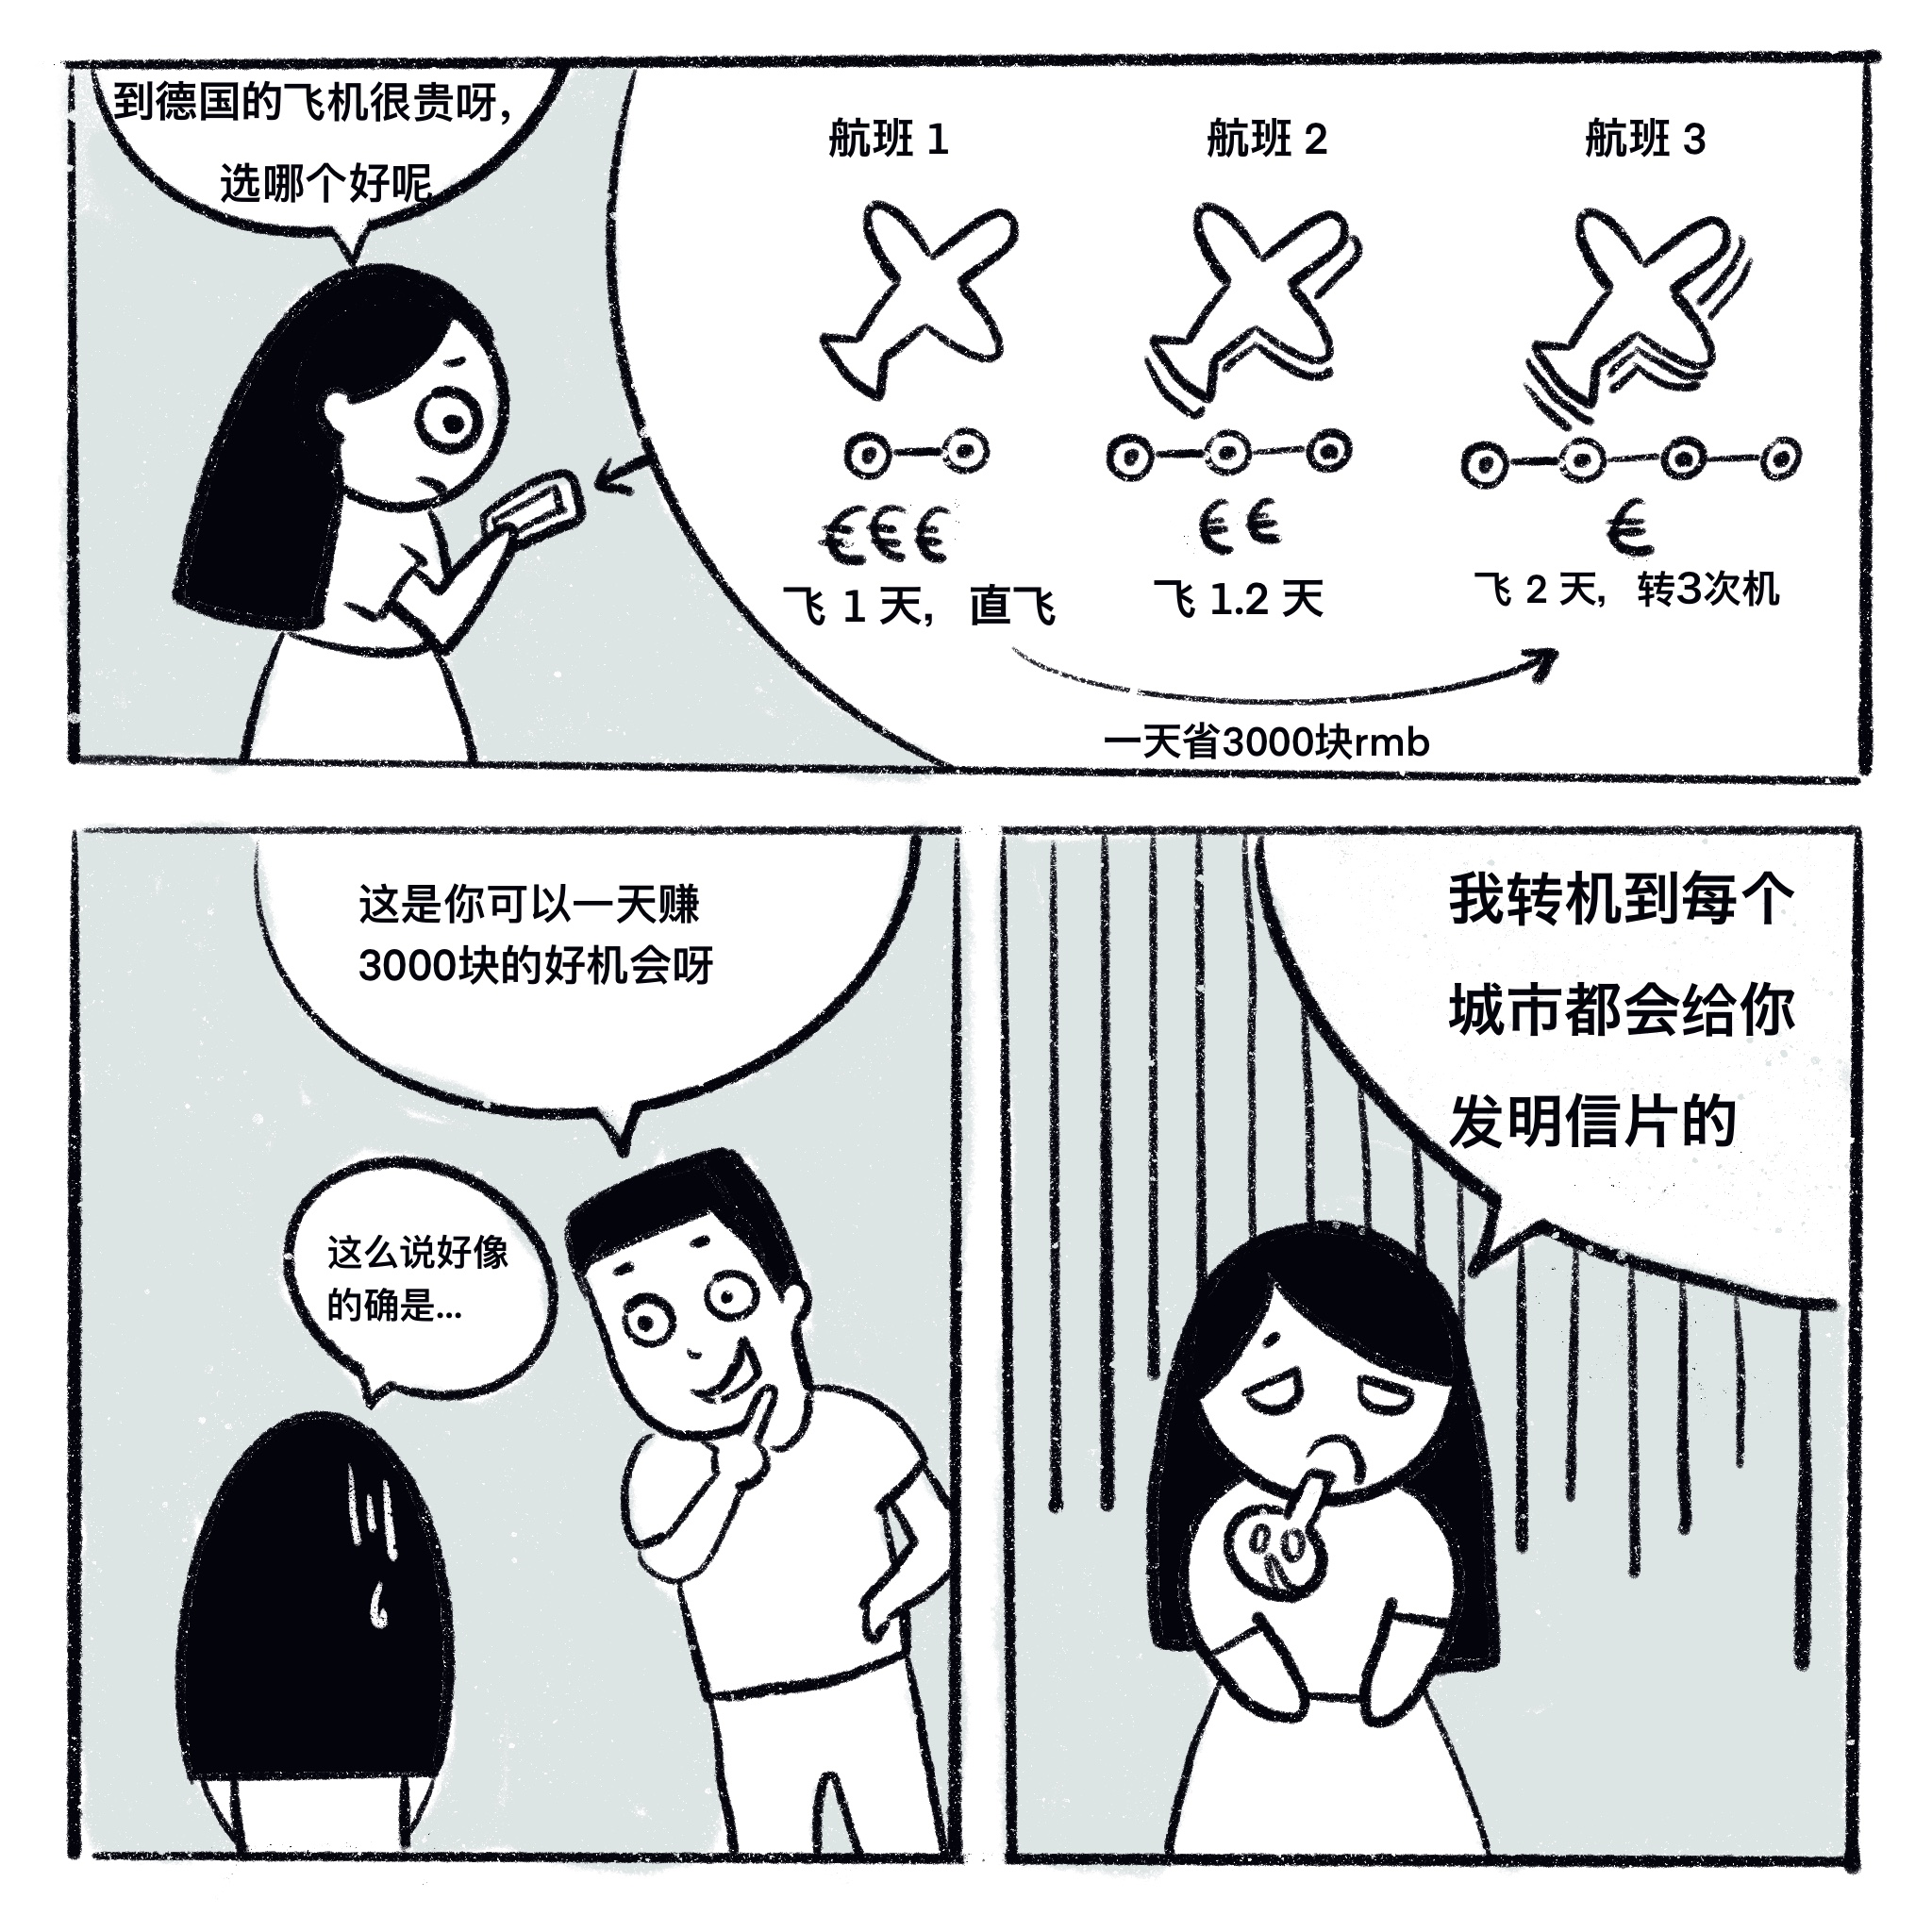 到德国的飞机很贵呀，
选哪个好呢
航班 1
航班 2
航班 3
€€€
€€
€
飞 1 天，直飞
飞 1.2 天
飞 2 天，转3次机
一天省3000块rmb
这是你可以一天赚
3000块的好机会呀
这么说好像
的确是...
我转机到每个
城市都会给你
发明信片的